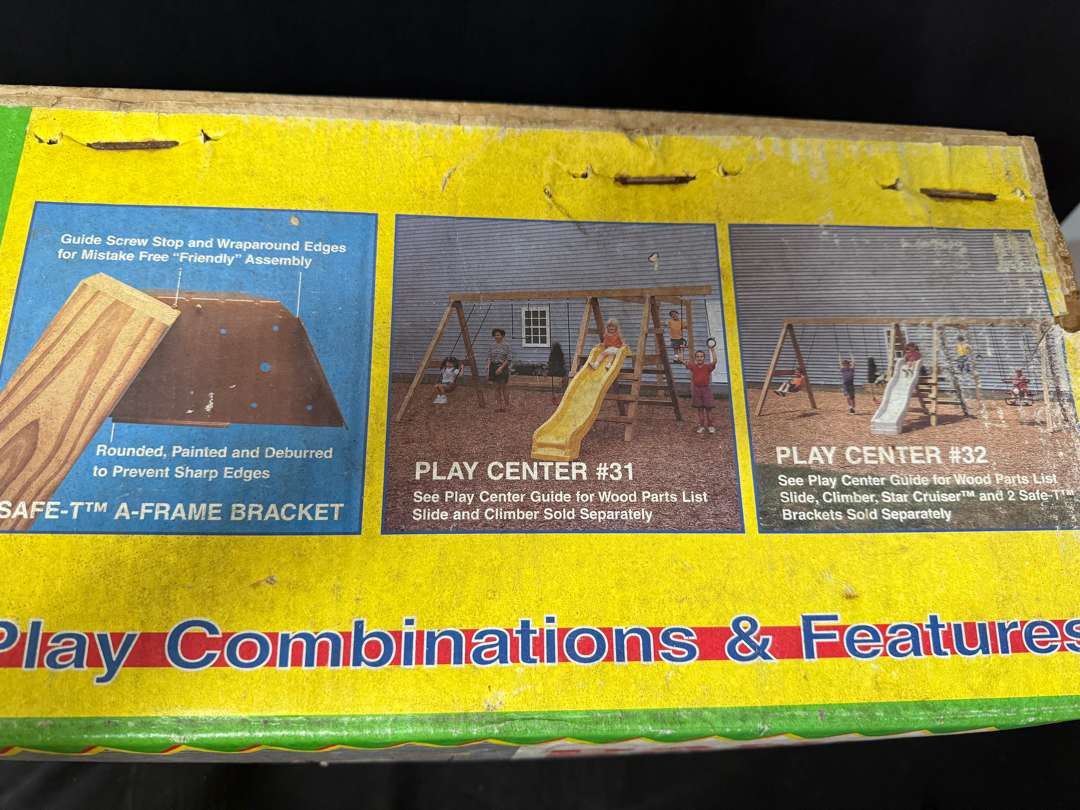 Guide Screw Stop and Wraparound Edges
for Mistake Free "Friendly" Assembly
Rounded, Painted and Deburred
to Prevent Sharp Edges
SAFE-T™ A-FRAME BRACKET
PLAY CENTER #31
See Play Center Guide for Wood Parts List
Slide and Climber Sold Separately
PLAY CENTER #32
See Play Center Guide for Wood Parts List
Slide, Climber, Star Cruiser™ and 2 Safe-T™
Brackets Sold Separately
Play Combinations & Features